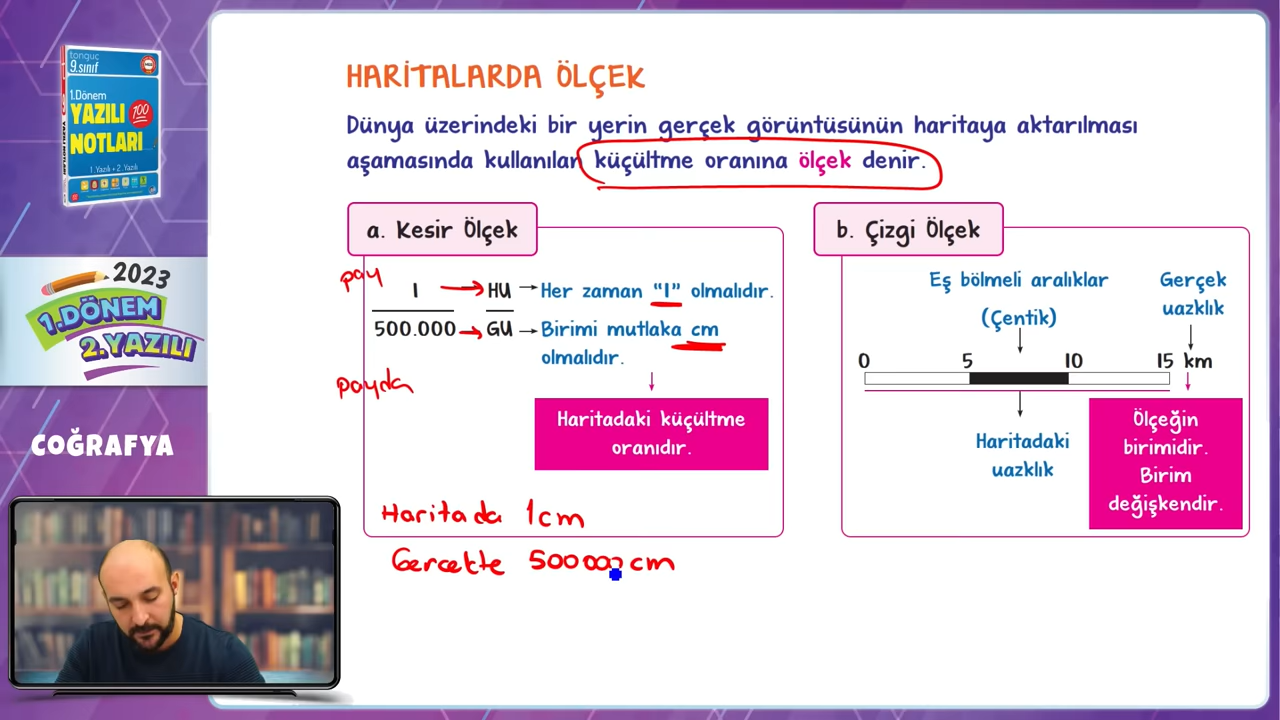 tonguç
9.sınıf
1.Dönem
YAZILI
NOTLARI
100
1.Yazılı + 2.Yazılı
YAZILI NOTLARI
2023
1.DÖNEM
2.YAZILI
COĞRAFYA
HARİTALARDA ÖLÇEK
Dünya üzerindeki bir yerin gerçek görüntüsünün haritaya aktarılması
aşamasında kullanılan küçültme oranına ölçek denir.
a. Kesir Ölçek
pay
1 HU Her zaman "1" olmalıdır.
500.000 GU Birimi mutlaka cm
olmalıdır.
payda
Haritadaki küçültme
oranıdır.
Haritada 1cm
Gercekte 500000 cm
b. Çizgi Ölçek
Eş bölmeli aralıklar
(Çentik)
Gerçek
uazklık
0 5 10 15 km
Haritadaki
uazklık
Ölçeğin
birimidir.
Birim
değişkendir.